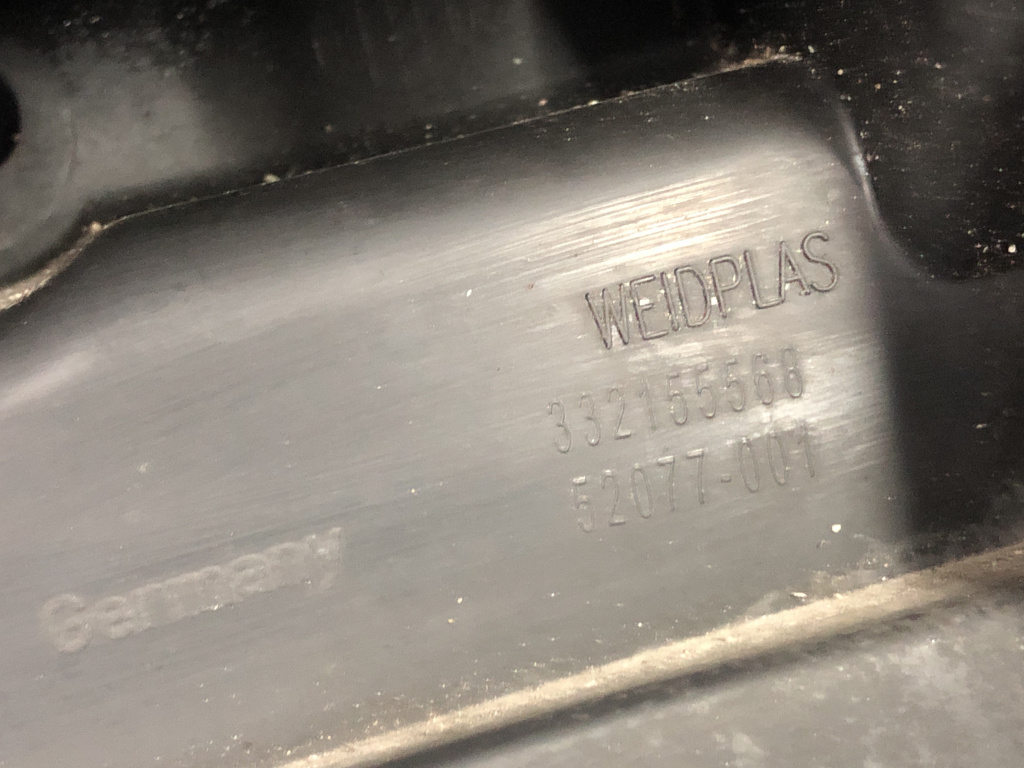 WEIDPLAS
332155568
52077-001
Germany